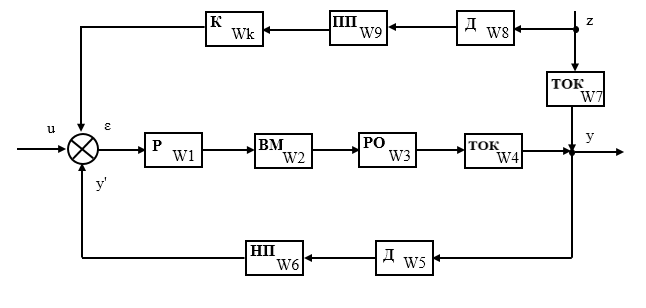 К Wk
ПП W9
Д W8
z
ТОК W7
u
ε
Р W1
ВМ W2
РО W3
ТОК W4
y
y'
НП W6
Д W5